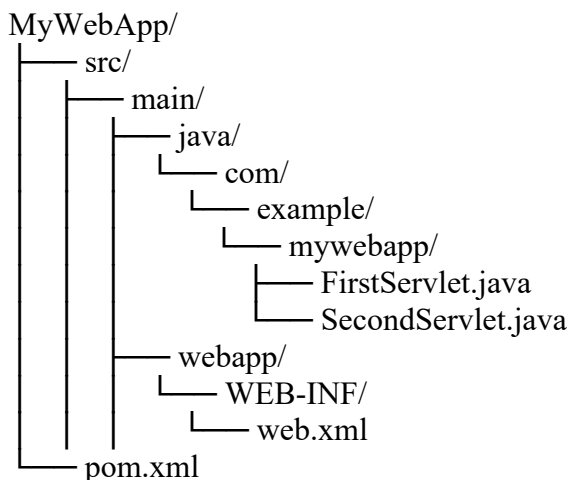 MyWebApp/
src/
main/
java/
com/
example/
mywebapp/
FirstServlet.java
SecondServlet.java
webapp/
WEB-INF/
web.xml
pom.xml